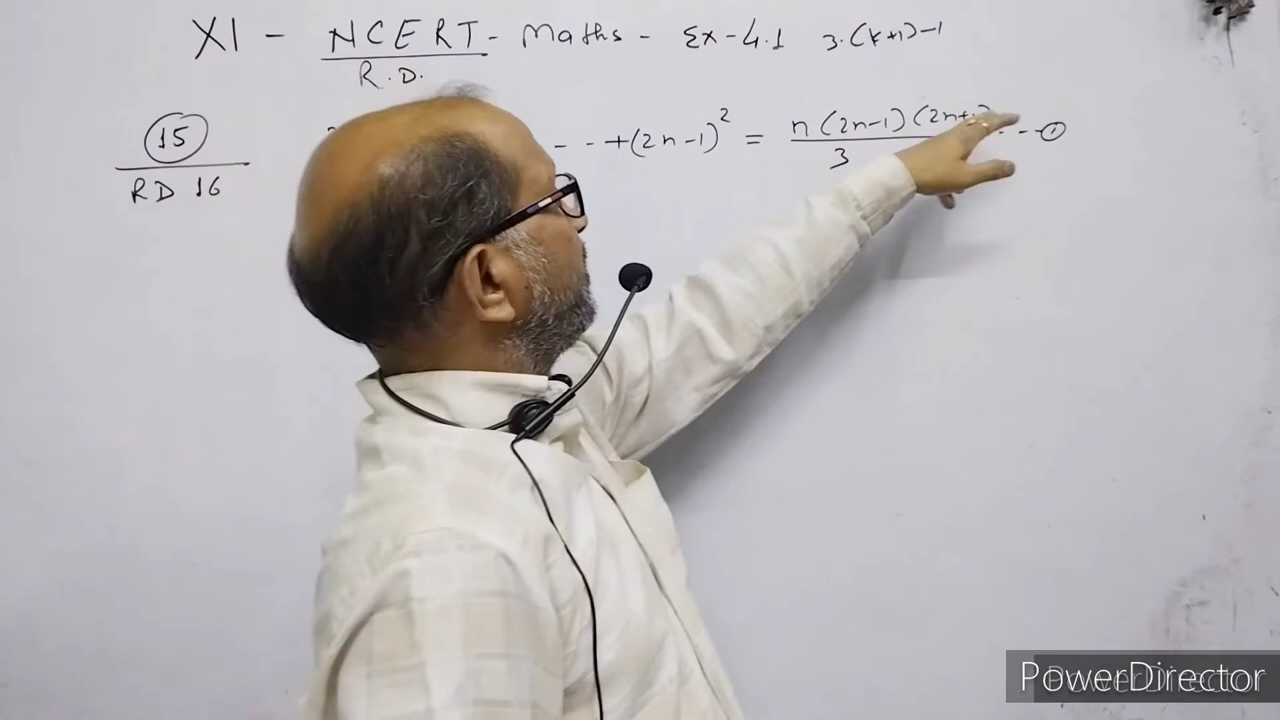 XI - NCERT - Maths - Ex - 4.1 3.(k+1)-1
R.D.
15 - - +(2n-1)² = n(2n-1)(2n+ - - ①
3
RD 16
PowerDirector